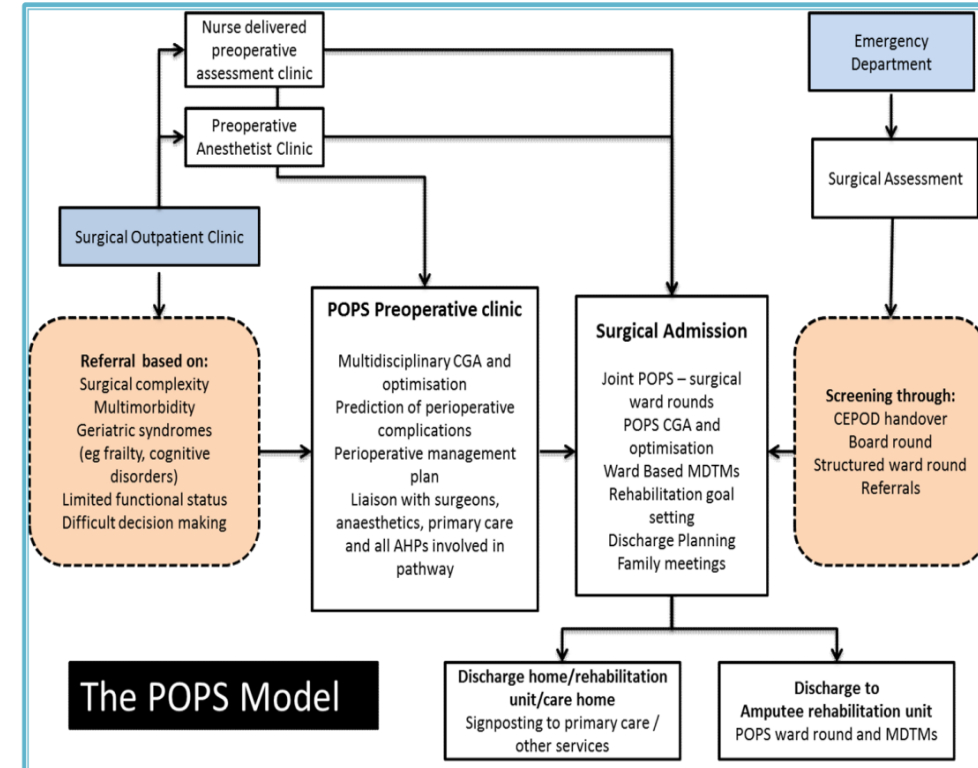 Nurse delivered
preoperative
assessment clinic
Preoperative
Anesthetist Clinic
Surgical Outpatient Clinic
Referral based on:
Surgical complexity
Multimorbidity
Geriatric syndromes
(eg frailty, cognitive
disorders)
Limited functional status
Difficult decision making
POPS Preoperative clinic
Multidisciplinary CGA and
optimisation
Prediction of perioperative
complications
Perioperative management
plan
Liaison with surgeons,
anaesthetics, primary care
and all AHPs involved in
pathway
Surgical Admission
Joint POPS – surgical
ward rounds
POPS CGA and
optimisation
Ward Based MDTMs
Rehabilitation goal
setting
Discharge Planning
Family meetings
Emergency
Department
Surgical Assessment
Screening through:
CEPOD handover
Board round
Structured ward round
Referrals
The POPS Model
Discharge home/rehabilitation
unit/care home
Signposting to primary care /
other services
Discharge to
Amputee rehabilitation unit
POPS ward round and MDTMs